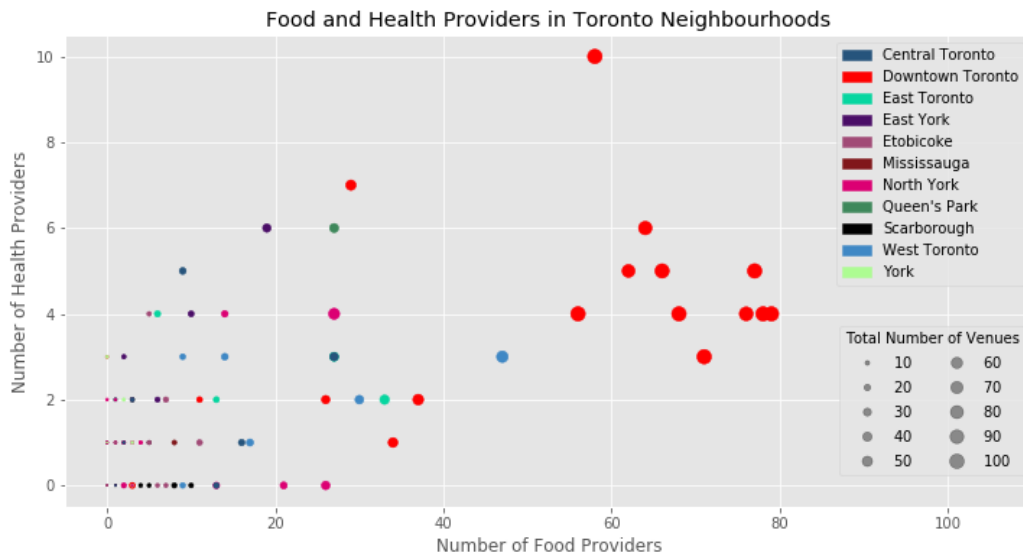 Food and Health Providers in Toronto Neighbourhoods
Number of Health Providers
10
8
6
4
2
0
0 20 40 60 80 100
Number of Food Providers
Central Toronto
Downtown Toronto
East Toronto
East York
Etobicoke
Mississauga
North York
Queen's Park
Scarborough
West Toronto
York
Total Number of Venues
10 60
20 70
30 80
40 90
50 100